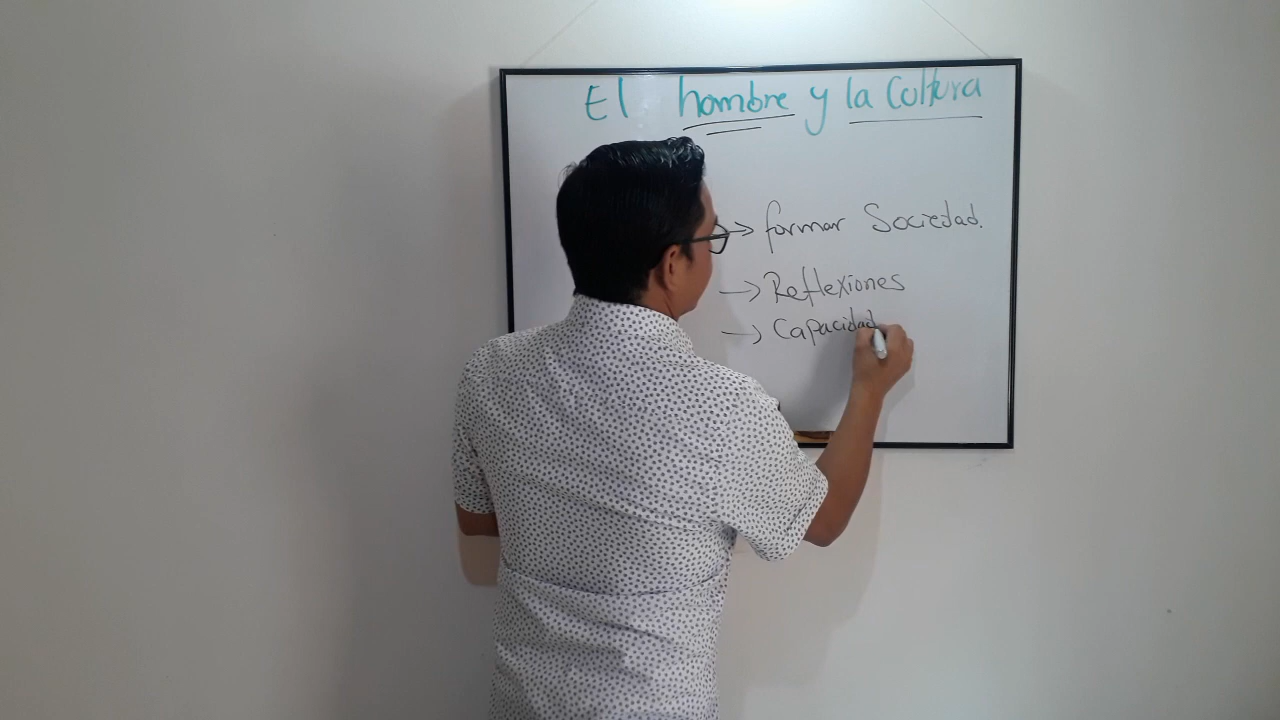 El hombre y la Cultura
→ formar Sociedad.
→ Reflexiones
→ Capacidad